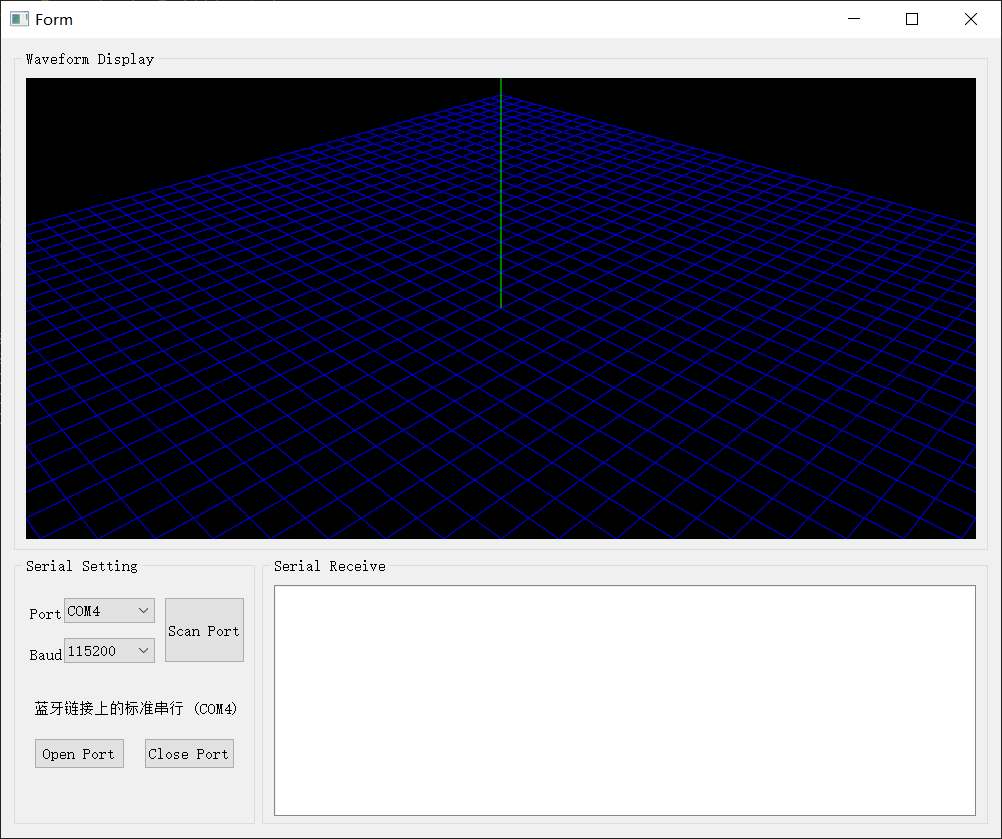 Form
Waveform Display
Serial Setting
Port COM4
Scan Port
Baud 115200
蓝牙链接上的标准串行 (COM4)
Open Port Close Port
Serial Receive